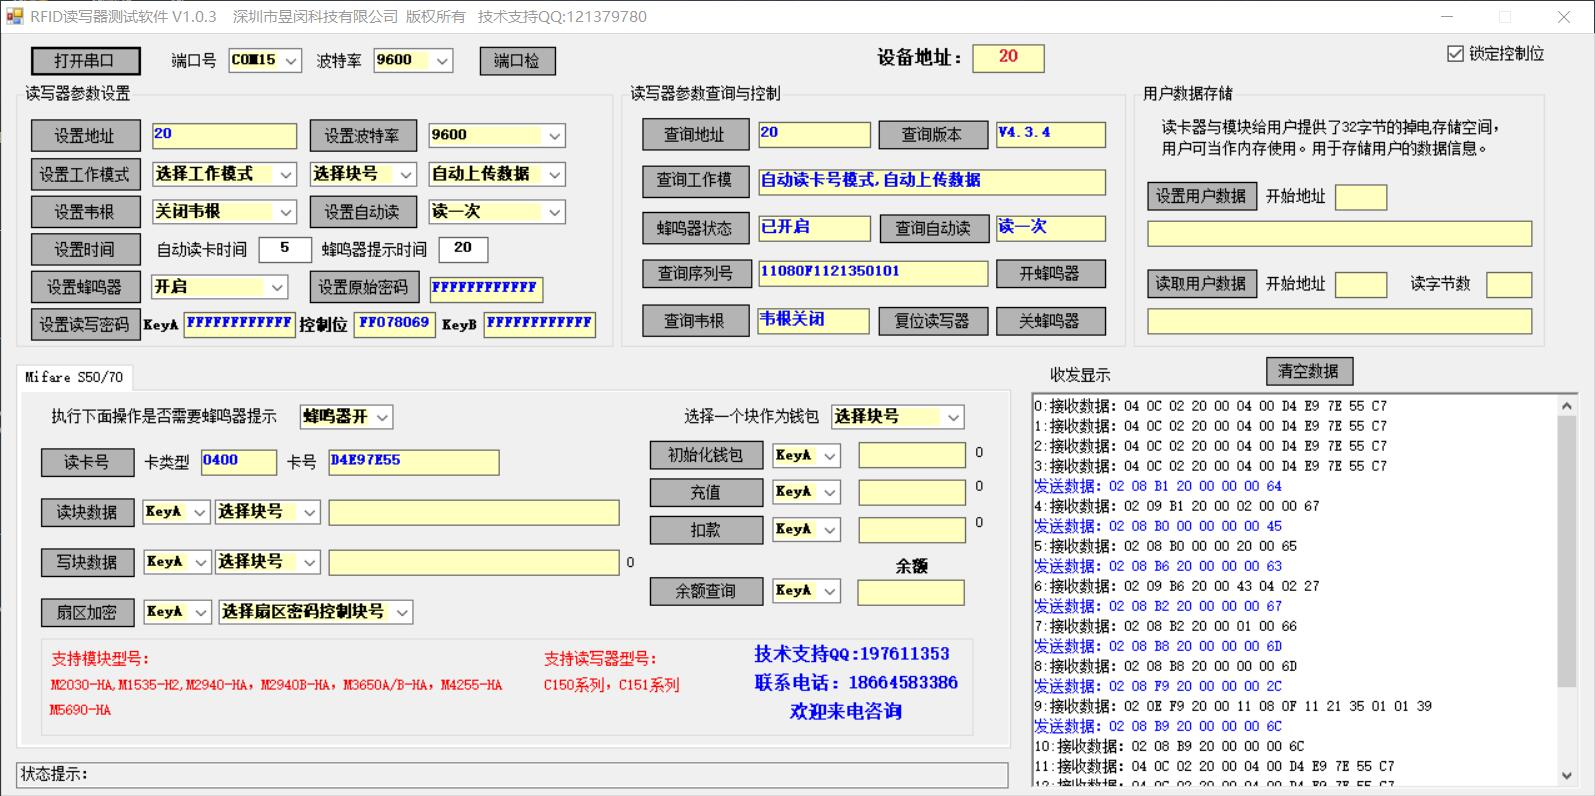 RFID读写器测试软件 V1.0.3 深圳市昱闵科技有限公司 版权所有 技术支持QQ:121379780
打开串口 端口号 COM15 波特率 9600 端口检 设备地址： 20 锁定控制位
读写器参数设置
设置地址 20 设置波特率 9600
设置工作模式 选择工作模式 选择块号 自动上传数据
设置韦根 关闭韦根 设置自动读 读一次
设置时间 自动读卡时间 5 蜂鸣器提示时间 20
设置蜂鸣器 开启 设置原始密码 FFFFFFFFFFFF
设置读写密码 KeyA FFFFFFFFFFFF 控制位 FF078069 KeyB FFFFFFFFFFFF
读写器参数查询与控制
查询地址 20 查询版本 V4.3.4
查询工作模 自动读卡号模式,自动上传数据
蜂鸣器状态 已开启 查询自动读 读一次
查询序列号 11080F1121350101 开蜂鸣器
查询韦根 韦根关闭 复位读写器 关蜂鸣器
用户数据存储
读卡器与模块给用户提供了32字节的掉电存储空间，
用户可当作内存使用。用于存储用户的数据信息。
设置用户数据 开始地址
读取用户数据 开始地址 读字节数
Mifare S50/70
执行下面操作是否需要蜂鸣器提示 蜂鸣器开
读卡号 卡类型 0400 卡号 D4E97E55
读块数据 KeyA 选择块号
写块数据 KeyA 选择块号 0
扇区加密 KeyA 选择扇区密码控制块号
选择一个块作为钱包 选择块号
初始化钱包 KeyA 0
充值 KeyA 0
扣款 KeyA 0
余额
余额查询 KeyA
支持模块型号：
M2030-HA,M1535-H2,M2940-HA，M2940B-HA，M3650A/B-HA，M4255-HA
M5690-HA
支持读写器型号：
C150系列，C151系列
技术支持QQ:197611353
联系电话：18664583386
欢迎来电咨询
状态提示：
收发显示 清空数据
0:接收数据：04 0C 02 20 00 04 00 D4 E9 7E 55 C7
1:接收数据：04 0C 02 20 00 04 00 D4 E9 7E 55 C7
2:接收数据：04 0C 02 20 00 04 00 D4 E9 7E 55 C7
3:接收数据：04 0C 02 20 00 04 00 D4 E9 7E 55 C7
发送数据：02 08 B1 20 00 00 00 64
4:接收数据：02 09 B1 20 00 02 00 00 67
发送数据：02 08 B0 00 00 00 00 45
5:接收数据：02 08 B0 00 00 20 00 65
发送数据：02 08 B6 20 00 00 00 63
6:接收数据：02 09 B6 20 00 43 04 02 27
发送数据：02 08 B2 20 00 00 00 67
7:接收数据：02 08 B2 20 00 01 00 66
发送数据：02 08 B8 20 00 00 00 6D
8:接收数据：02 08 B8 20 00 00 00 6D
发送数据：02 08 F9 20 00 00 00 2C
9:接收数据：02 0E F9 20 00 11 08 0F 11 21 35 01 01 39
发送数据：02 08 B9 20 00 00 00 6C
10:接收数据：02 08 B9 20 00 00 00 6C
11:接收数据：04 0C 02 20 00 04 00 D4 E9 7E 55 C7
12:接收数据：04 0C 02 20 00 04 00 D4 E9 7E 55 C7